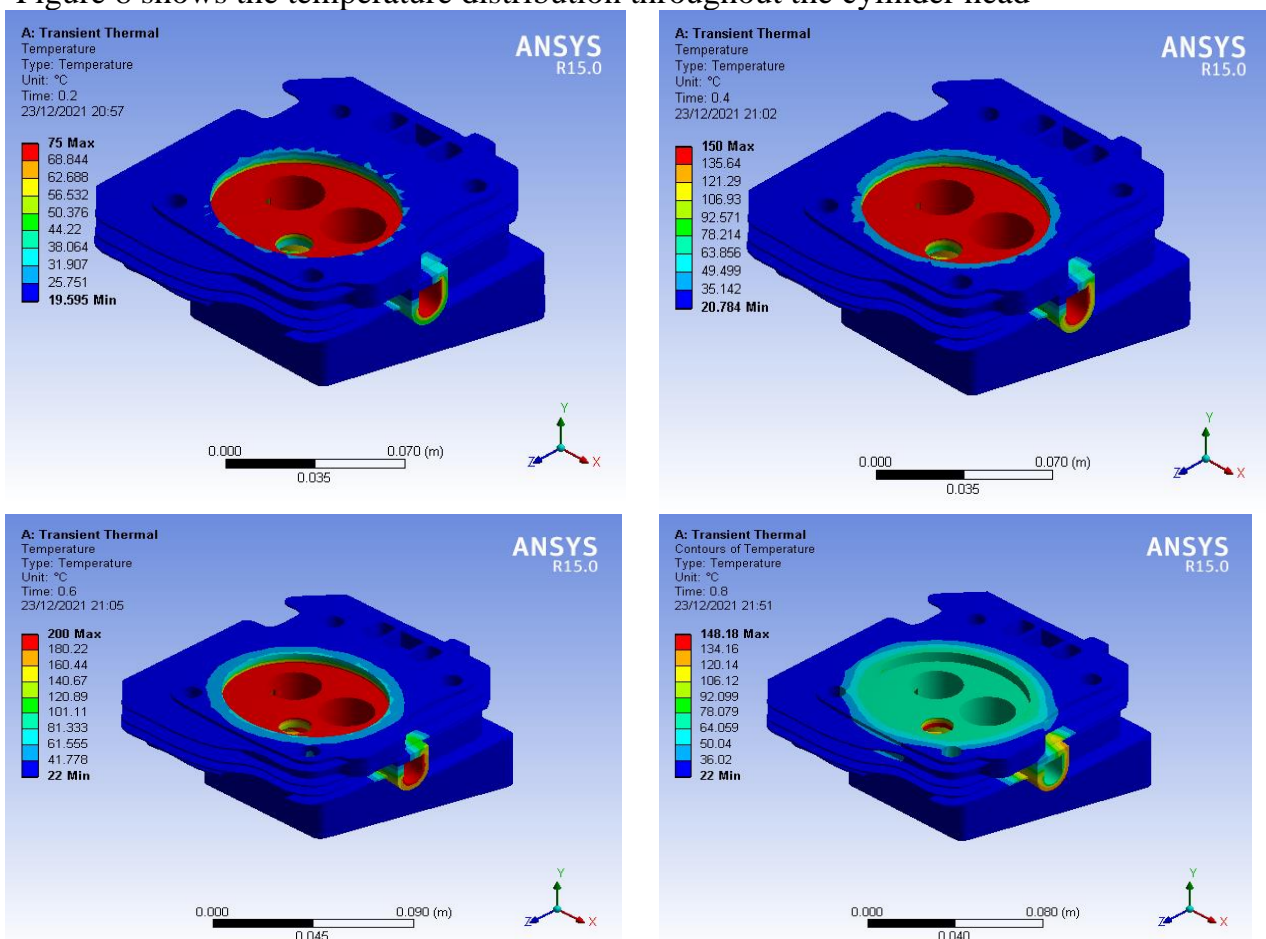 Figure 8 shows the temperature distribution throughout the cylinder head
A: Transient Thermal
Temperature
Type: Temperature
Unit: °C
Time: 0.2
23/12/2021 20:57
75 Max
68.844
62.688
56.532
50.376
44.22
38.064
31.907
25.751
19.595 Min
ANSYS
R15.0
0.000
0.070 (m)
0.035
Y
Z
X
A: Transient Thermal
Temperature
Type: Temperature
Unit: °C
Time: 0.4
23/12/2021 21:02
150 Max
135.64
121.29
106.93
92.571
78.214
63.856
49.499
35.142
20.784 Min
ANSYS
R15.0
0.000
0.070 (m)
0.035
Y
Z
X
A: Transient Thermal
Temperature
Type: Temperature
Unit: °C
Time: 0.6
23/12/2021 21:05
200 Max
180.22
160.44
140.67
120.89
101.11
81.333
61.555
41.778
22 Min
ANSYS
R15.0
0.000
0.090 (m)
0.045
Y
Z
X
A: Transient Thermal
Contours of Temperature
Type: Temperature
Unit: °C
Time: 0.8
23/12/2021 21:51
148.18 Max
134.16
120.14
106.12
92.099
78.079
64.059
50.04
36.02
22 Min
ANSYS
R15.0
0.000
0.080 (m)
0.040
Y
Z
X